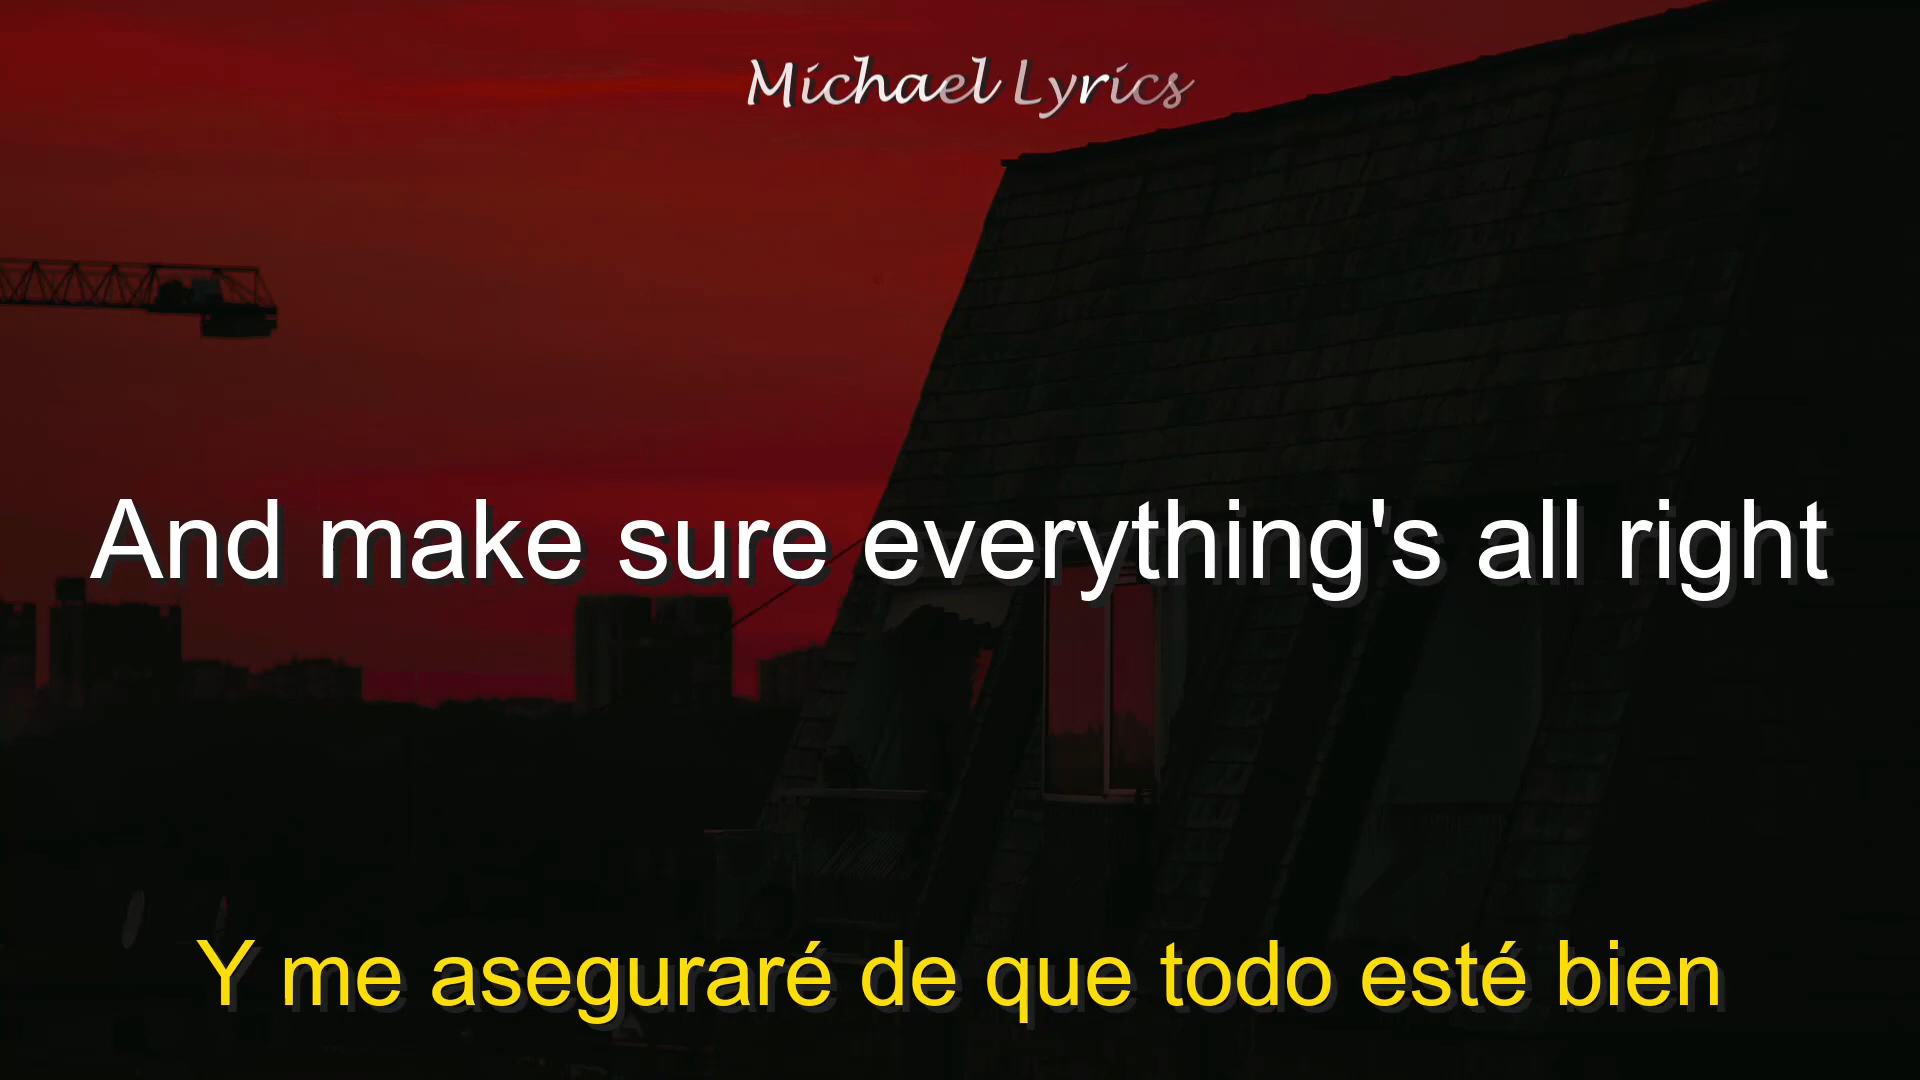 Michael Lyrics
And make sure everything's all right
Y me aseguraré de que todo esté bien